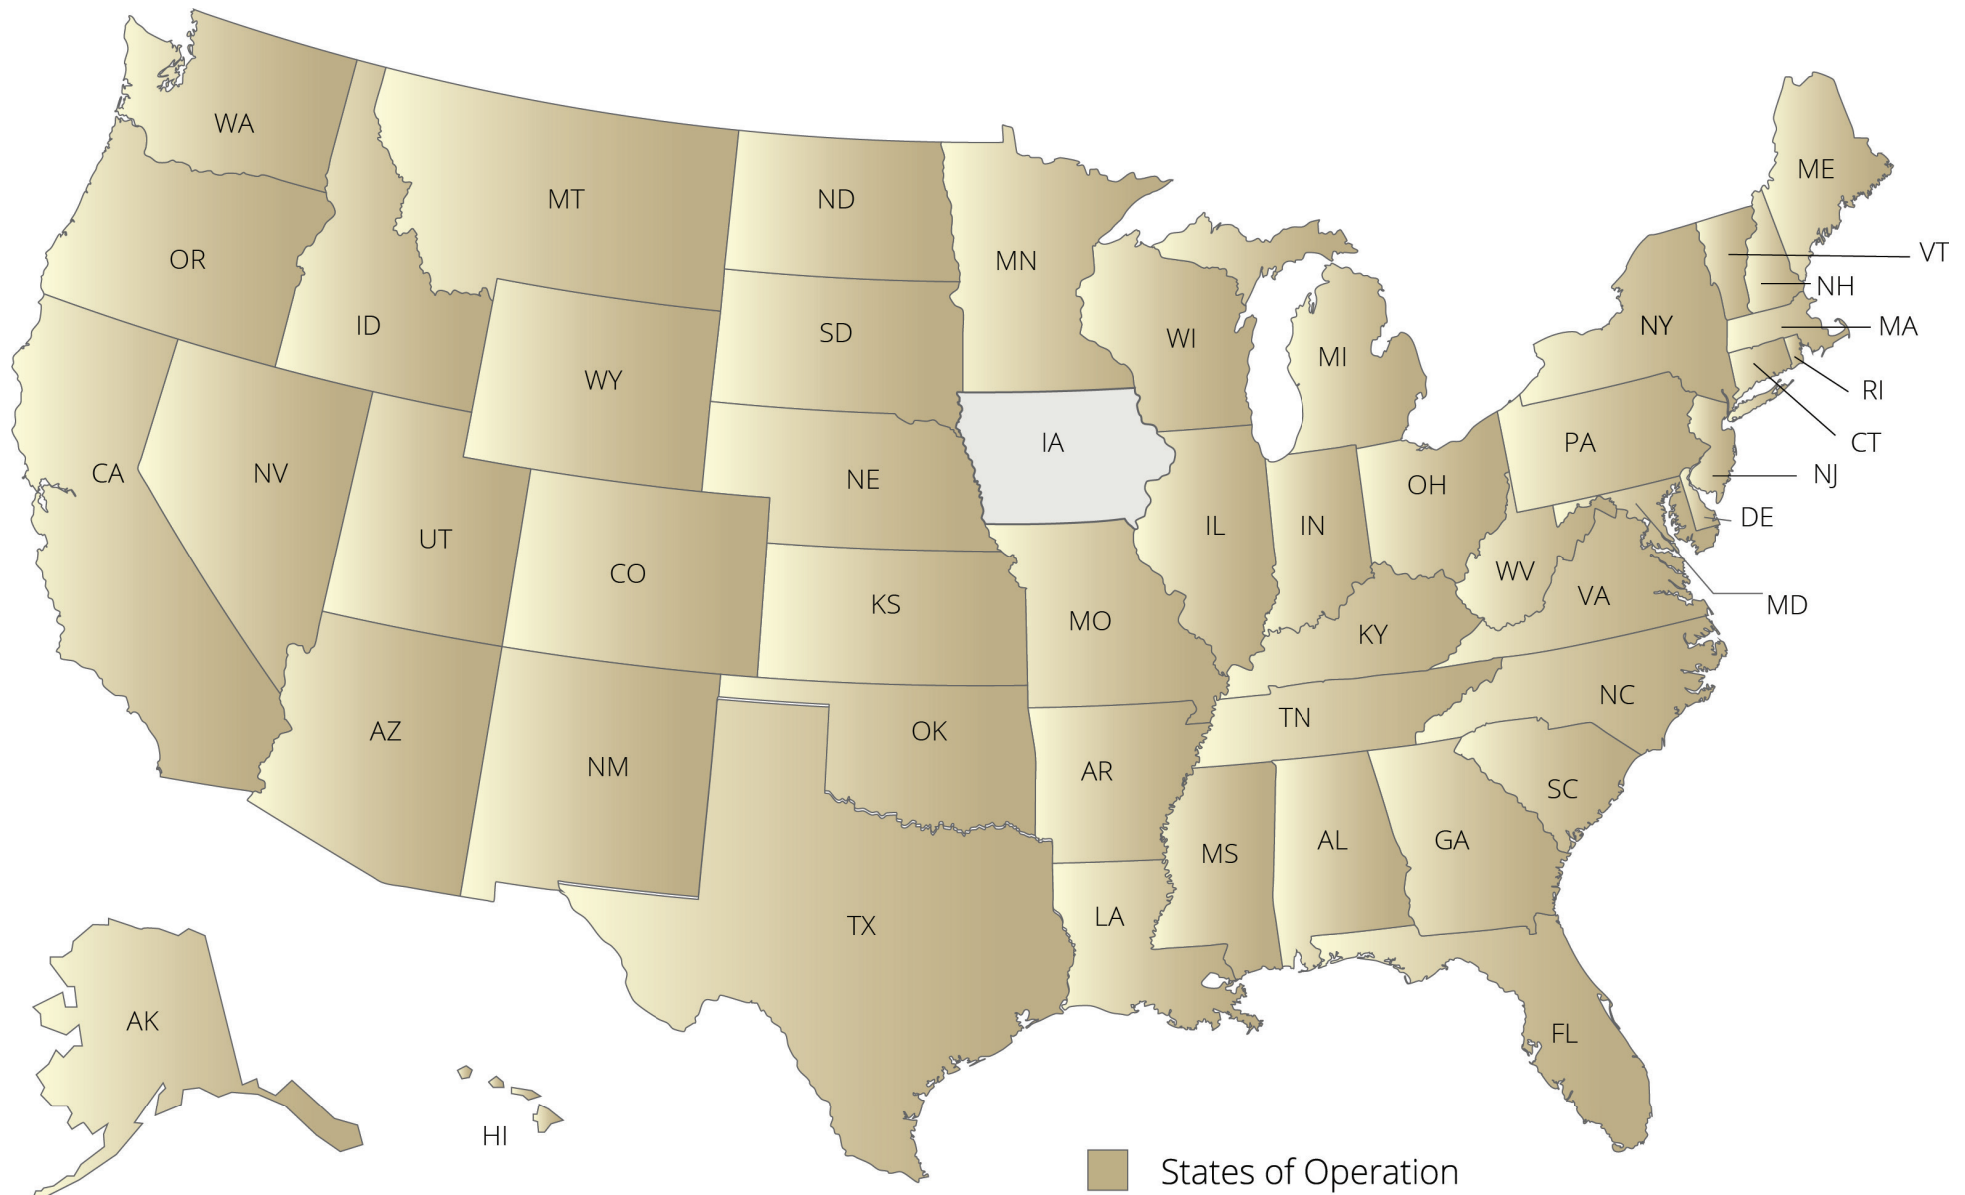 WA
MT
ND
MN
ME
OR
ID
SD
WI
MI
NY
VT
NH
MA
RI
CT
WY
IA
PA
NJ
CA
NV
NE
OH
DE
UT
CO
KS
IL
IN
WV
VA
MD
MO
KY
AZ
NM
OK
AR
TN
NC
SC
MS
AL
GA
TX
LA
FL
AK
HI
States of Operation